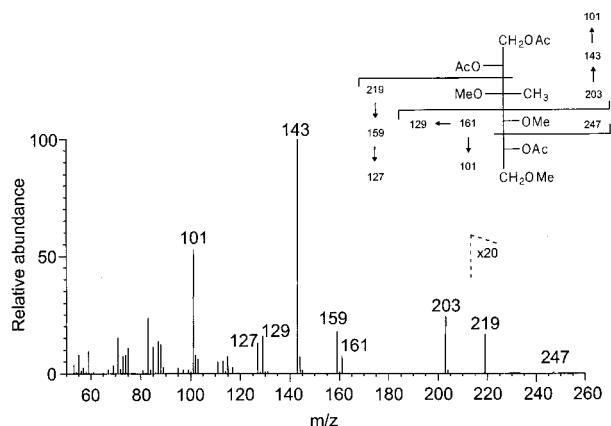 101
CH₂OAc
AcO
143
219
MeO
CH₃
203
129
161
OMe
247
159
OAc
127
101
CH₂OMe
100
143
101
50
x20
127
129
159
161
203
219
247
0
Relative abundance
60 80 100 120 140 160 180 200 220 240 260
m/z